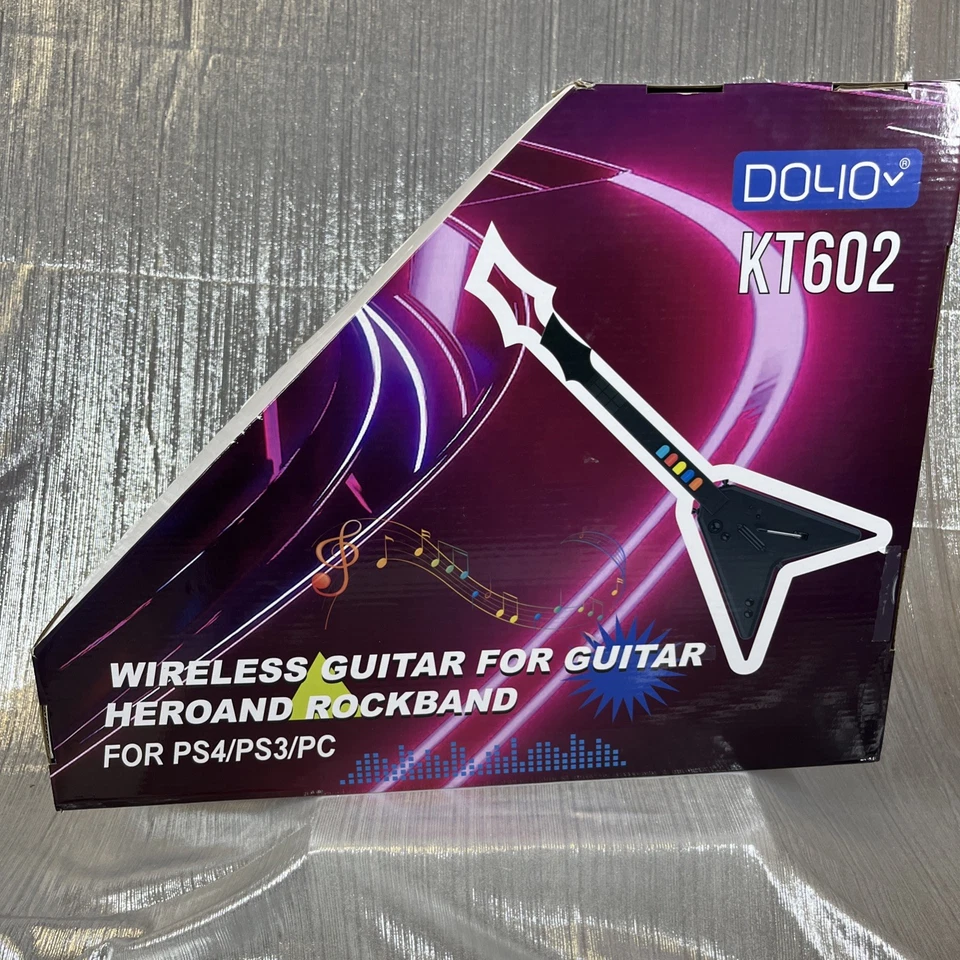 DOLIO®
KT602
WIRELESS GUITAR FOR GUITAR
HEROAND ROCKBAND
FOR PS4/PS3/PC